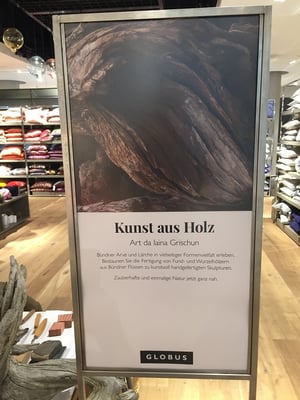 Kunst aus Holz
Art da laina Grischun
Bündner Arve und Lärche in vielseitiger Formenvielfalt erleben.
Bestaunen Sie die Fertigung von Fund- und Wurzelhölzern
aus Bündner Flüssen zu kunstvoll handgefertigten Skulpturen.
Zauberhafte und einmalige Natur jetzt ganz nah.
GLOBUS